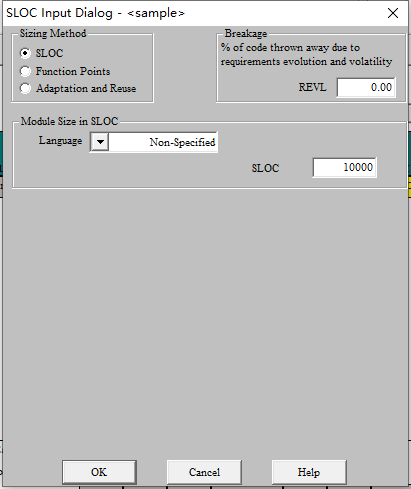 SLOC Input Dialog - <sample>
Sizing Method
SLOC
Function Points
Adaptation and Reuse
Breakage
% of code thrown away due to
requirements evolution and volatility
REVL 0.00
Module Size in SLOC
Language Non-Specified
SLOC 10000
OK Cancel Help